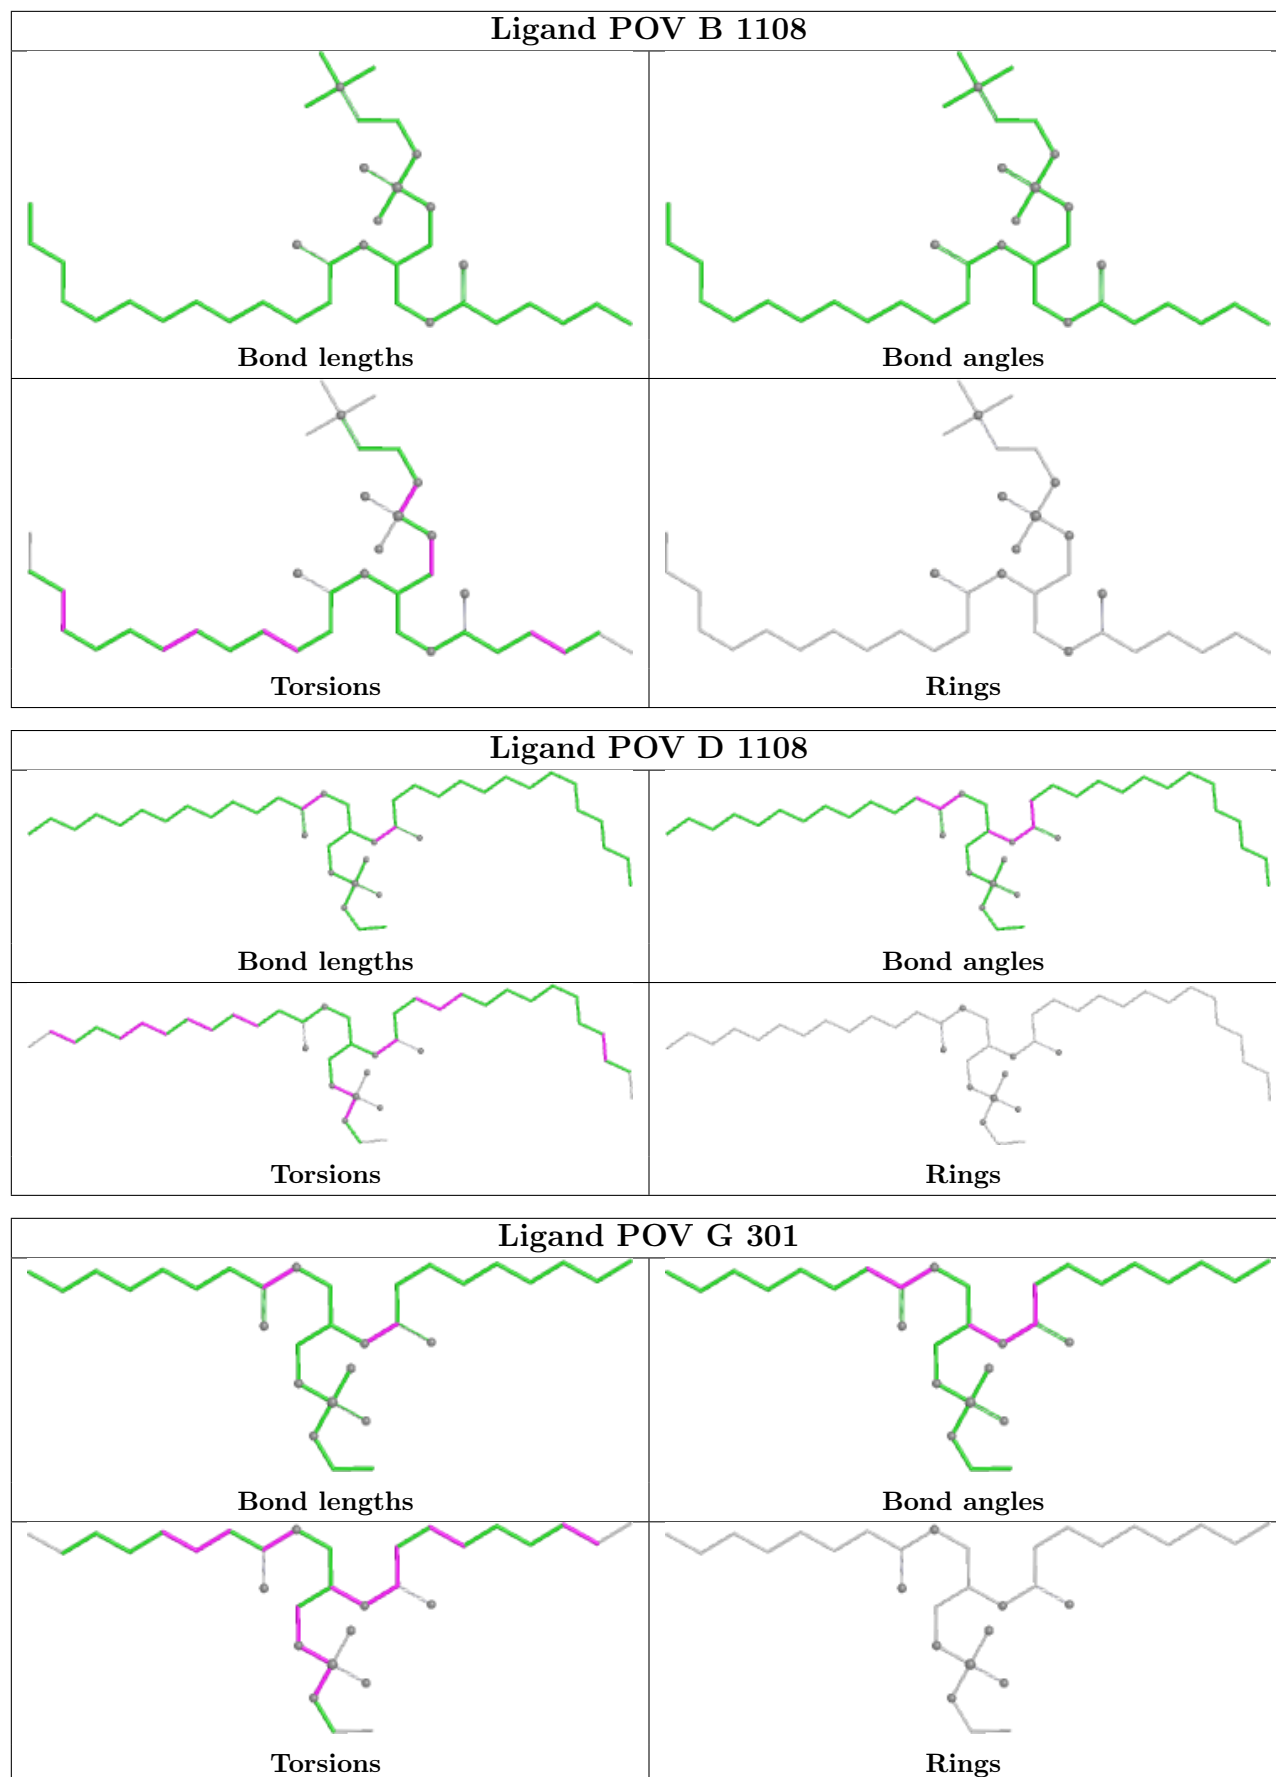 Ligand POV B 1108
Bond lengths
Bond angles
Torsions
Rings
Ligand POV D 1108
Bond lengths
Bond angles
Torsions
Rings
Ligand POV G 301
Bond lengths
Bond angles
Torsions
Rings